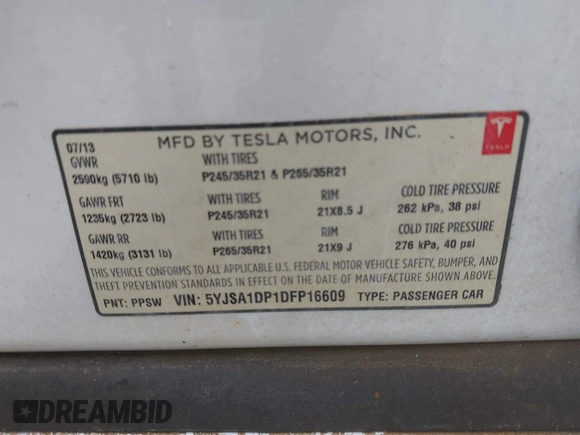 MFD BY TESLA MOTORS, INC.
TESLA
07/13
GVWR WITH TIRES
2590kg (5710 lb) P245/35R21 & P265/35R21
GAWR FRT WITH TIRES RIM COLD TIRE PRESSURE
1235kg (2723 lb) P245/35R21 21X8.5 J 262 kPa, 38 psi
GAWR RR WITH TIRES RIM COLD TIRE PRESSURE
1420kg (3131 lb) P265/35R21 21X9 J 276 kPa, 40 psi
THIS VEHICLE CONFORMS TO ALL APPLICABLE U.S. FEDERAL MOTOR VEHICLE SAFETY, BUMPER, AND
THEFT PREVENTION STANDARDS IN EFFECT ON THE DATE OF MANUFACTURE SHOWN ABOVE.
PNT: PPSW VIN: 5YJSA1DP1DFP16609 TYPE: PASSENGER CAR
DREAMBID